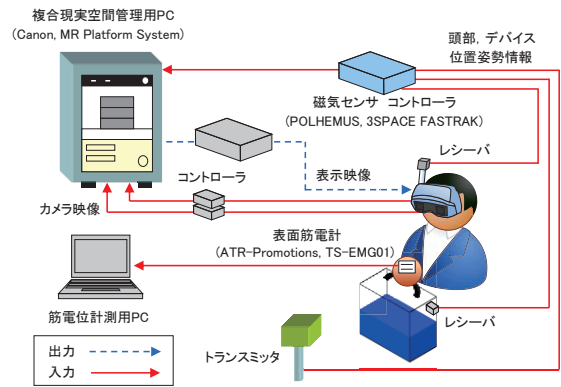 複合現実空間管理用PC
(Canon, MR Platform System)
頭部, デバイス
位置姿勢情報
磁気センサ コントローラ
(POLHEMUS, 3SPACE FASTRAK)
レシーバ
コントローラ
表示映像
カメラ映像
表面筋電計
(ATR-Promotions, TS-EMG01)
筋電位計測用PC
レシーバ
トランスミッタ
出力
入力